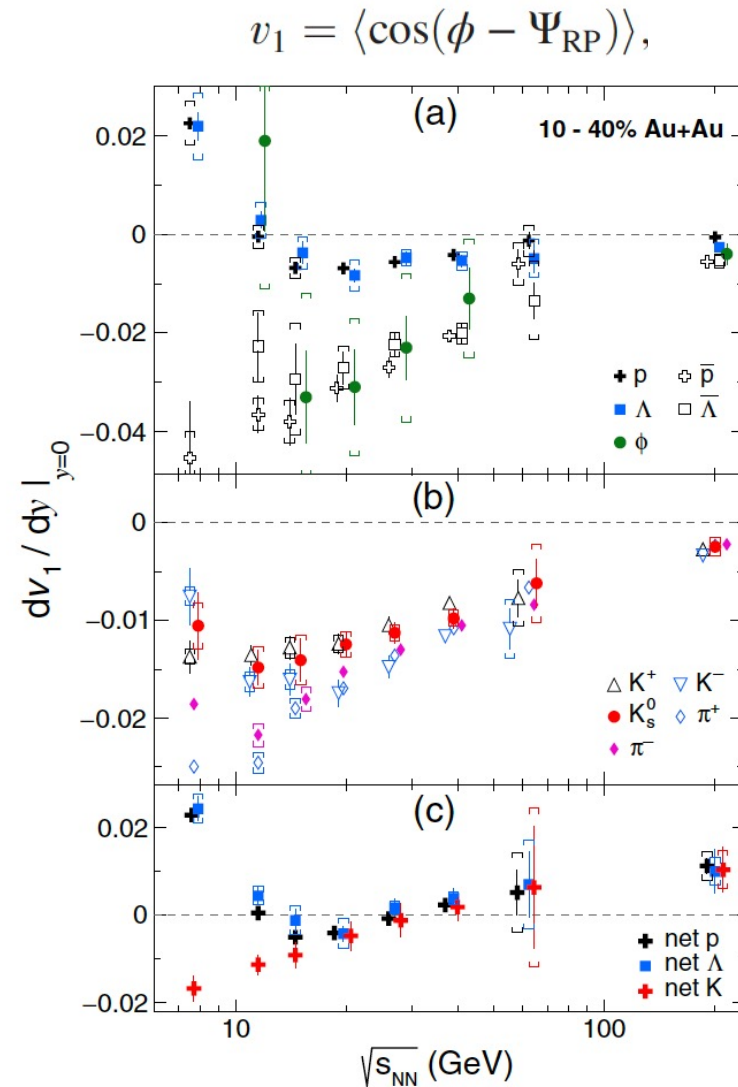 v₁ = ⟨cos(ϕ − Ψ_RP)⟩,
(a)
10 - 40% Au+Au
0.02
0
−0.02
−0.04
p p̅
Λ Λ̅
ϕ
dv₁ / dy |y=0
(b)
0
−0.01
−0.02
K⁺ K⁻
K⁰s π⁺
π⁻
(c)
0.02
0
−0.02
net p
net Λ
net K
10 100
√sNN (GeV)